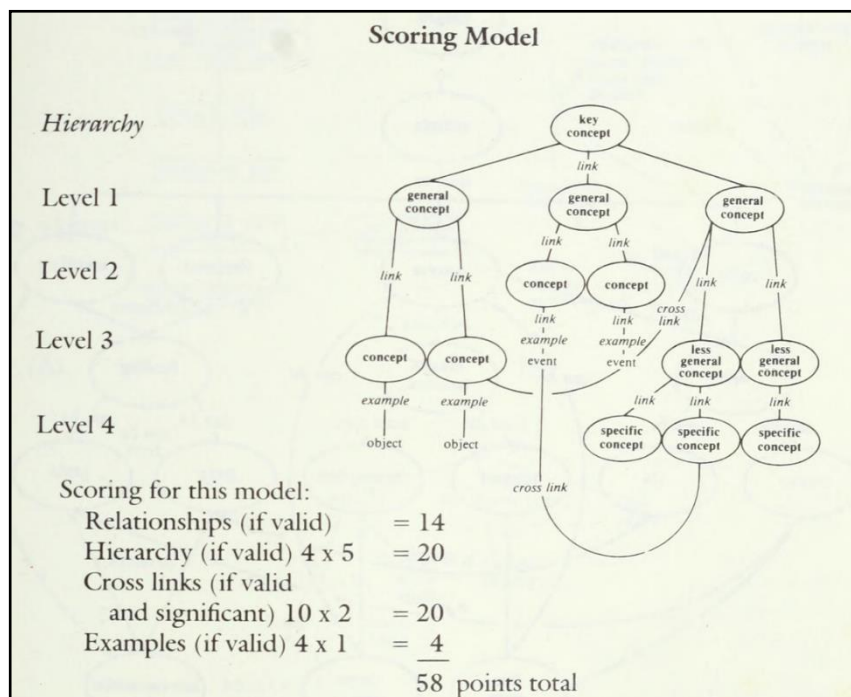 Scoring Model
Hierarchy
key
concept
link
Level 1
general
concept
general
concept
general
concept
link
link
Level 2
link
link
concept
concept
link
link
cross
link
link
link
Level 3
example
example
event
event
concept
concept
less
general
concept
less
general
concept
example
example
link
link
link
Level 4
object
object
specific
concept
specific
concept
specific
concept
cross link
Scoring for this model:
Relationships (if valid) = 14
Hierarchy (if valid) 4 x 5 = 20
Cross links (if valid
and significant) 10 x 2 = 20
Examples (if valid) 4 x 1 = 4
58 points total